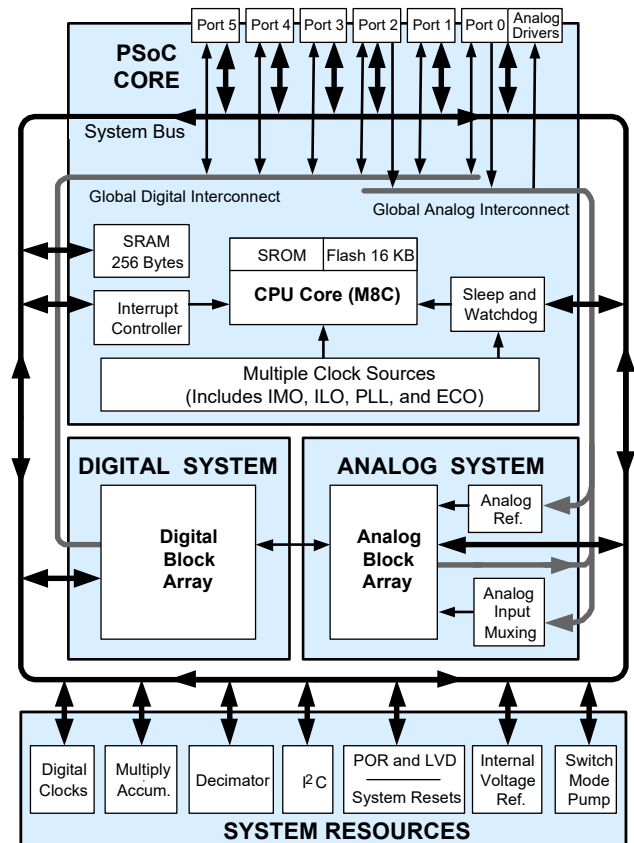 Port 5 Port 4 Port 3 Port 2 Port 1 Port 0 Analog
Drivers
PSoC
CORE
System Bus
Global Digital Interconnect
Global Analog Interconnect
SRAM
256 Bytes
SROM Flash 16 KB
CPU Core (M8C)
Interrupt
Controller
Sleep and
Watchdog
Multiple Clock Sources
(Includes IMO, ILO, PLL, and ECO)
DIGITAL SYSTEM
Digital
Block
Array
ANALOG SYSTEM
Analog
Block
Array
Analog
Ref.
Analog
Input
Muxing
Digital
Clocks
Multiply
Accum.
Decimator
I²C
POR and LVD
System Resets
Internal
Voltage
Ref.
Switch
Mode
Pump
SYSTEM RESOURCES